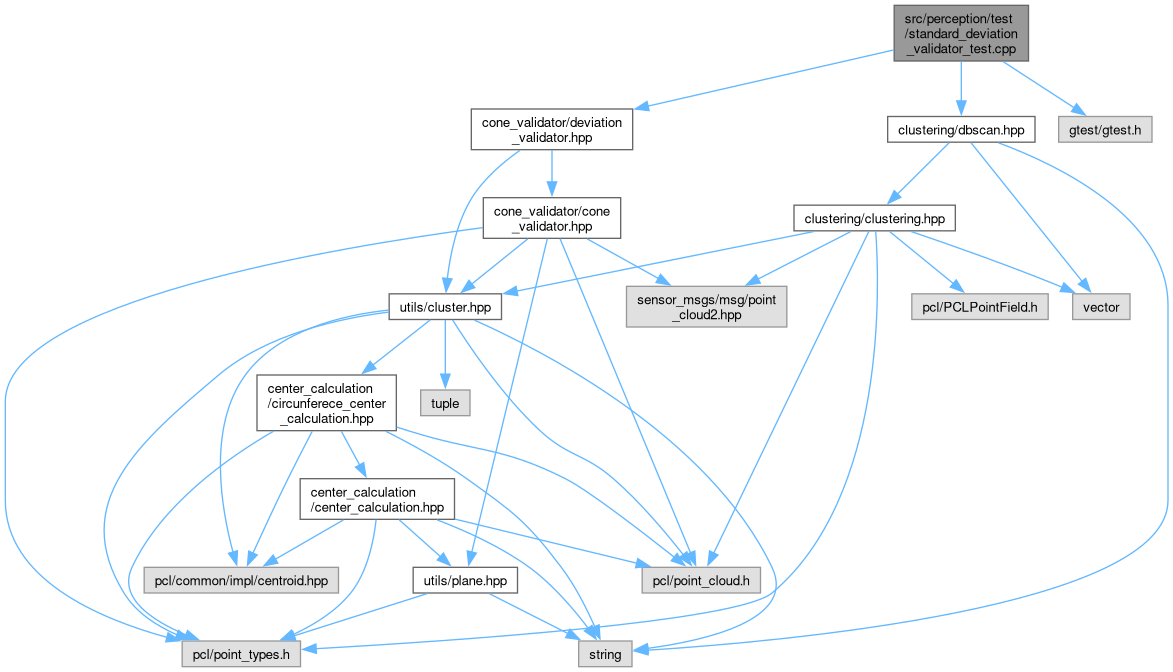 src/perception/test
/standard_deviation
_validator_test.cpp
cone_validator/deviation
_validator.hpp
clustering/dbscan.hpp
gtest/gtest.h
cone_validator/cone
_validator.hpp
clustering/clustering.hpp
utils/cluster.hpp
sensor_msgs/msg/point
_cloud2.hpp
pcl/PCLPointField.h
vector
center_calculation
/circunferece_center
_calculation.hpp
tuple
center_calculation
/center_calculation.hpp
pcl/common/impl/centroid.hpp
utils/plane.hpp
pcl/point_cloud.h
pcl/point_types.h
string